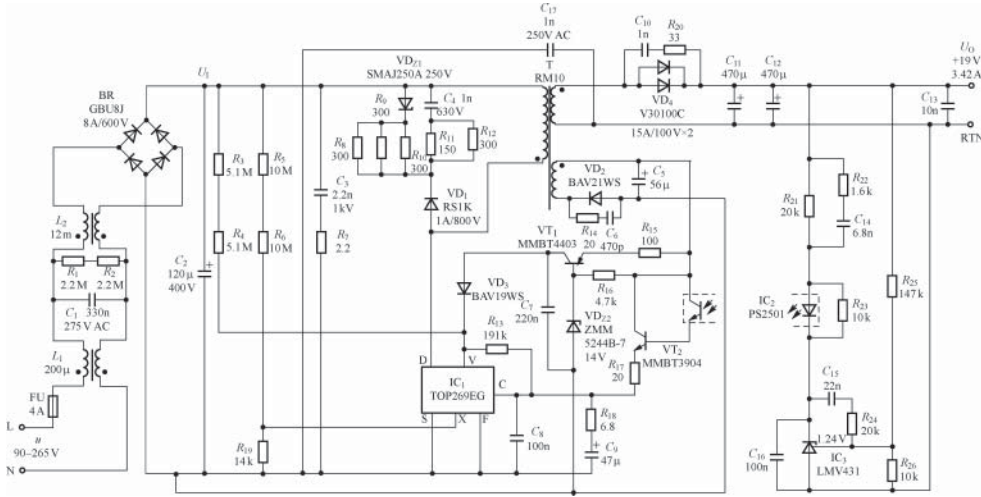 C17
1n
250V AC
C10
1n
R20
33
VDZ1
SMAJ250A 250V
UI
T
RM10
C11
470μ
C12
470μ
UO
+19V
3.42A
BR
GBU8J
8A/600V
R9
300
C4 1n
630V
VD4
V30100C
15A/100V×2
C13
10n
RTN
R8
300
R10
300
R11
150
R12
300
R3
5.1M
R5
10M
C3
2.2n
1kV
VD2
BAV21WS
C5
56μ
VD1
RS1K
1A/800V
R21
20k
R22
1.6k
C14
6.8n
L2
12m
R4
5.1M
R6
10M
R7
2.2
R14
20
C6
470p
R15
100
VT1
MMBT4403
R1
2.2M
R2
2.2M
C2
120μ
400V
R16
4.7k
R25
147k
C1
330n
275V AC
VD3
BAV19WS
C7
220n
VDZ2
ZMM
5244B-7
14V
IC2
PS2501
R23
10k
R13
191k
VT2
MMBT3904
L1
200μ
R17
20
D
V
IC1
TOP269EG
C
S
X
F
C15
22n
FU
4A
R18
6.8
R24
20k
L
u
90–265V
N
R19
14k
C8
100n
C9
47μ
C16
100n
1.24V
IC3
LMV431
R26
10k